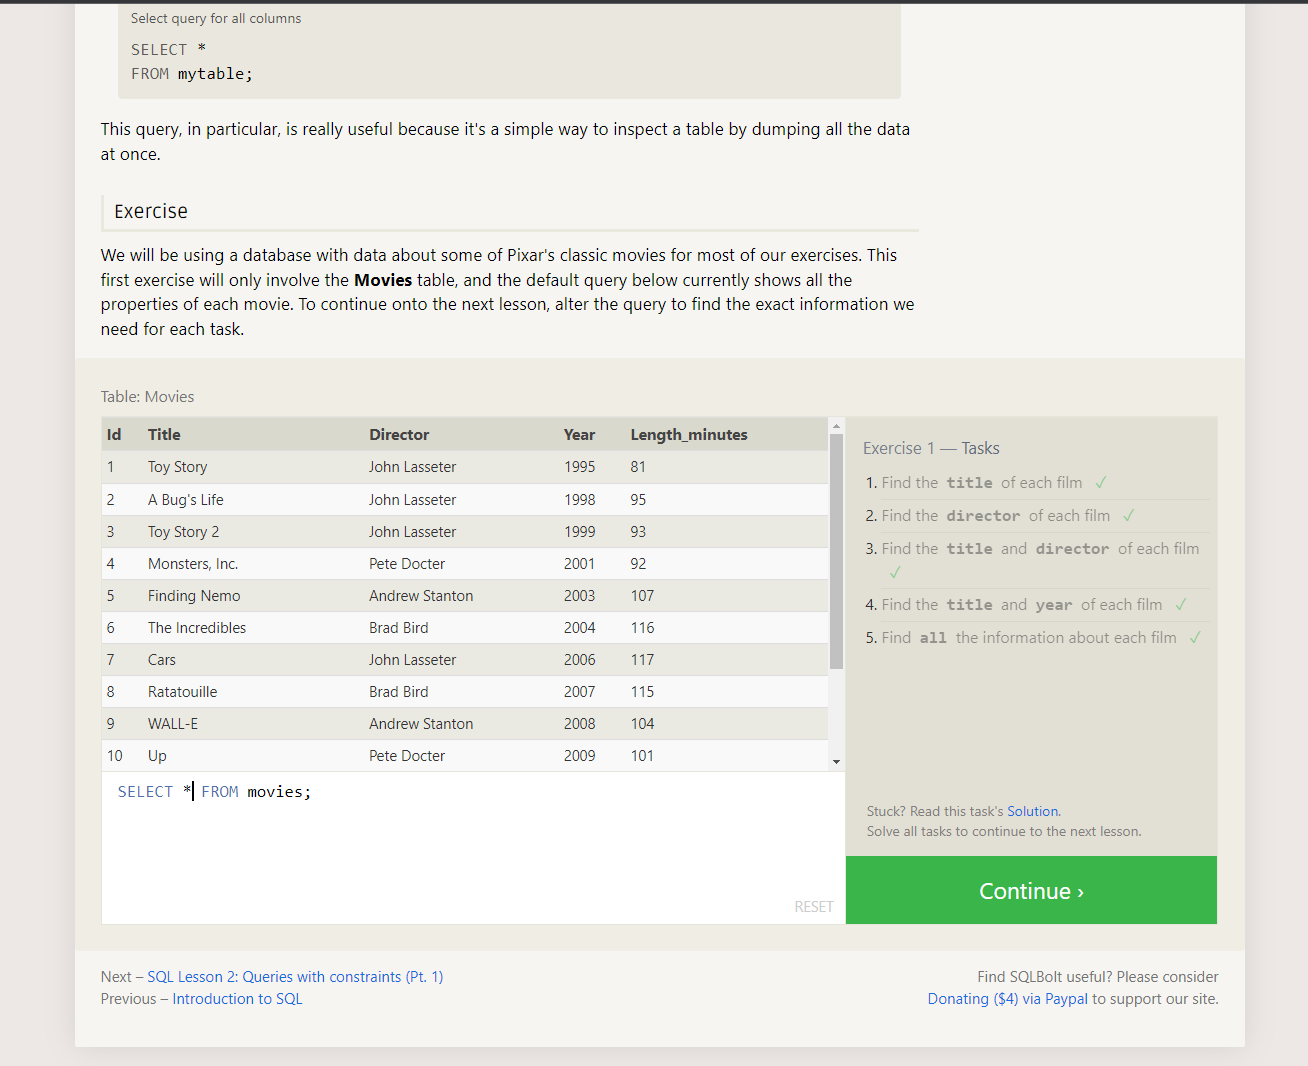 Select query for all columns
SELECT *
FROM mytable;
This query, in particular, is really useful because it's a simple way to inspect a table by dumping all the data
at once.
Exercise
We will be using a database with data about some of Pixar's classic movies for most of our exercises. This
first exercise will only involve the Movies table, and the default query below currently shows all the
properties of each movie. To continue onto the next lesson, alter the query to find the exact information we
need for each task.
Table: Movies
Id Title Director Year Length_minutes
1 Toy Story John Lasseter 1995 81
2 A Bug's Life John Lasseter 1998 95
3 Toy Story 2 John Lasseter 1999 93
4 Monsters, Inc. Pete Docter 2001 92
5 Finding Nemo Andrew Stanton 2003 107
6 The Incredibles Brad Bird 2004 116
7 Cars John Lasseter 2006 117
8 Ratatouille Brad Bird 2007 115
9 WALL-E Andrew Stanton 2008 104
10 Up Pete Docter 2009 101
SELECT * FROM movies;
RESET
Exercise 1 — Tasks
1. Find the title of each film ✓
2. Find the director of each film ✓
3. Find the title and director of each film
✓
4. Find the title and year of each film ✓
5. Find all the information about each film ✓
Stuck? Read this task's Solution.
Solve all tasks to continue to the next lesson.
Continue ›
Next – SQL Lesson 2: Queries with constraints (Pt. 1)
Previous – Introduction to SQL
Find SQLBolt useful? Please consider
Donating ($4) via Paypal to support our site.